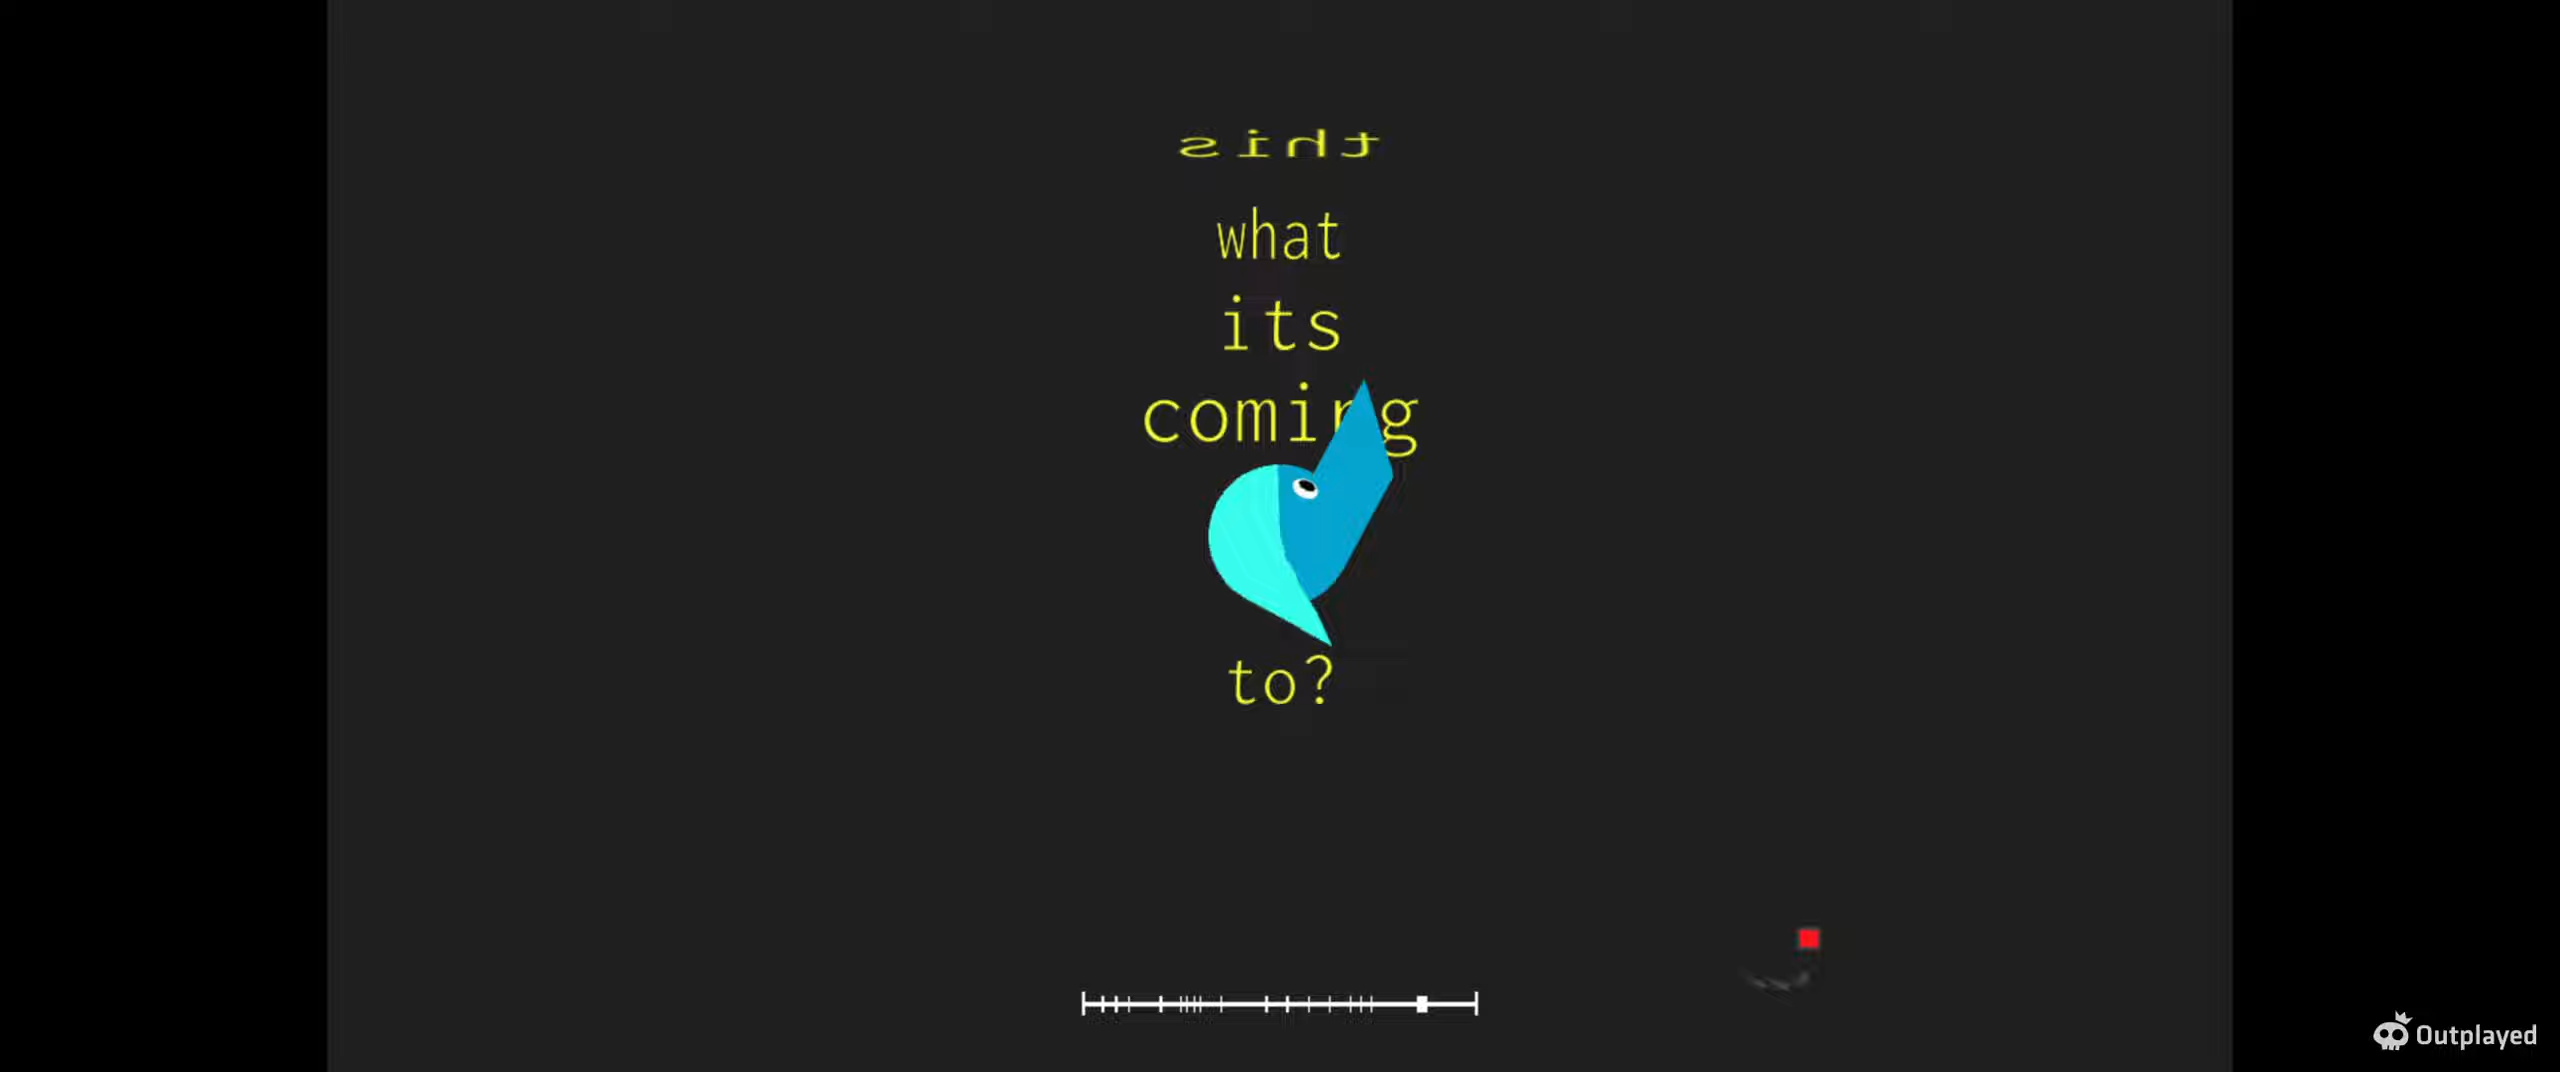 this
what
its
coming
to?
Outplayed